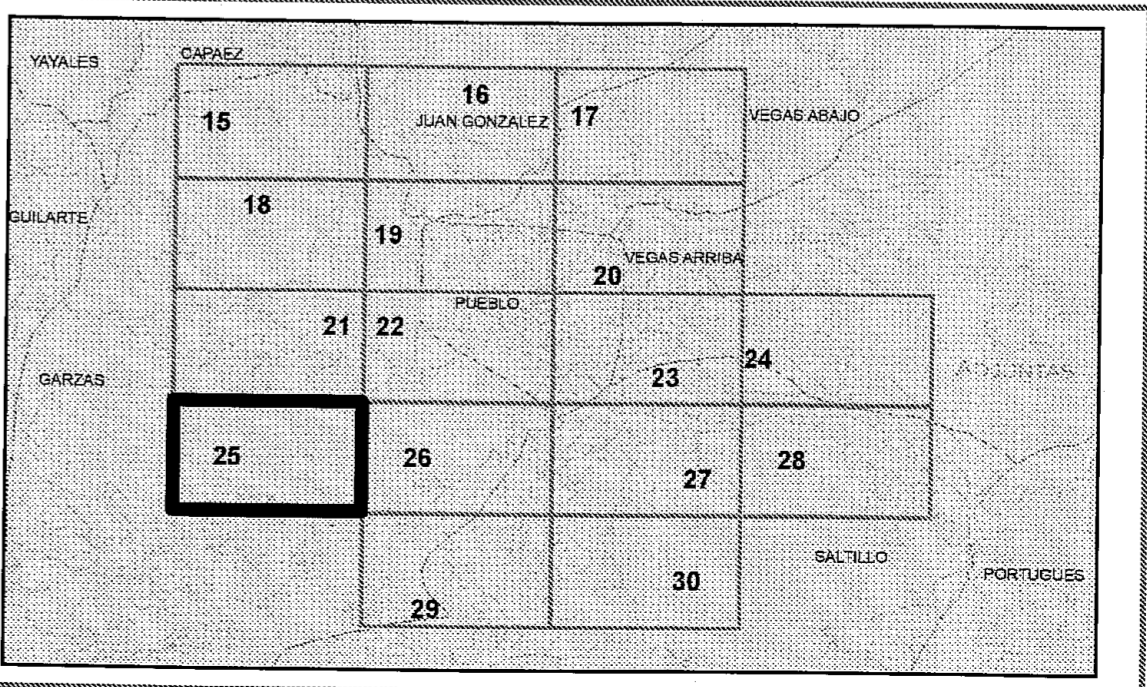 YAYALES
CAPAEZ
15
16
JUAN GONZALEZ
17
VEGAS ABAJO
GUILARTE
18
19
VEGAS ARRIBA
20
PUEBLO
21
22
23
24
ADJUNTAS
GARZAS
25
26
27
28
SALTILLO
PORTUGUES
29
30